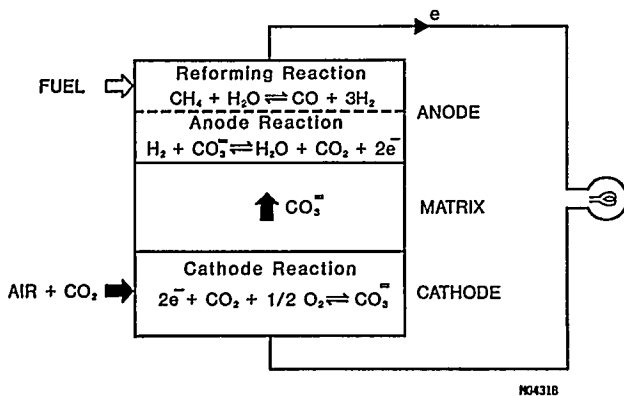 e
Reforming Reaction
FUEL
CH₄ + H₂O ⇌ CO + 3H₂
ANODE
Anode Reaction
H₂ + CO₃⁼ ⇌ H₂O + CO₂ + 2e⁻
CO₃⁼
MATRIX
Cathode Reaction
AIR + CO₂
2e⁻ + CO₂ + 1/2 O₂ ⇌ CO₃⁼
CATHODE
MG431B